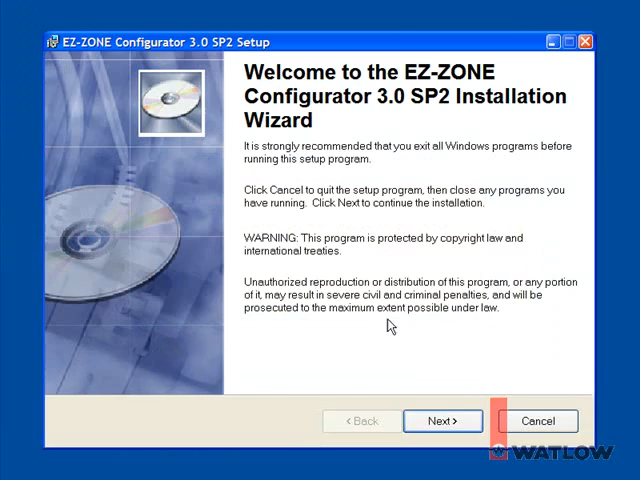 EZ-ZONE Configurator 3.0 SP2 Setup
Welcome to the EZ-ZONE
Configurator 3.0 SP2 Installation
Wizard
It is strongly recommended that you exit all Windows programs before
running this setup program.
Click Cancel to quit the setup program, then close any programs you
have running. Click Next to continue the installation.
WARNING: This program is protected by copyright law and
international treaties.
Unauthorized reproduction or distribution of this program, or any portion
of it, may result in severe civil and criminal penalties, and will be
prosecuted to the maximum extent possible under law.
< Back
Next >
Cancel
WATLOW